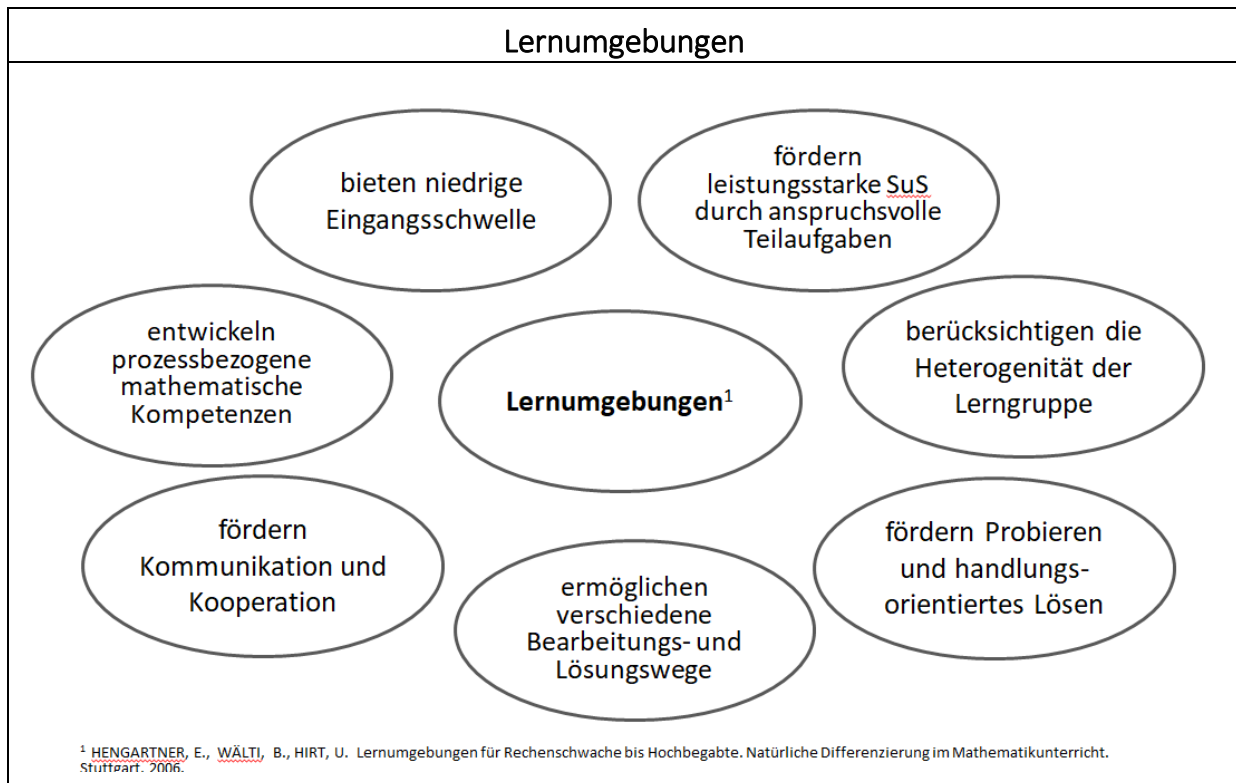 Lernumgebungen
bieten niedrige
Eingangsschwelle
fördern
leistungsstarke SuS
durch anspruchsvolle
Teilaufgaben
entwickeln
prozessbezogene
mathematische
Kompetenzen
Lernumgebungen¹
berücksichtigen die
Heterogenität der
Lerngruppe
fördern
Kommunikation und
Kooperation
ermöglichen
verschiedene
Bearbeitungs- und
Lösungswege
fördern Probieren
und handlungs-
orientiertes Lösen
¹ HENGARTNER, E., WÄLTI, B., HIRT, U. Lernumgebungen für Rechenschwache bis Hochbegabte. Natürliche Differenzierung im Mathematikunterricht.
Stuttgart. 2006.